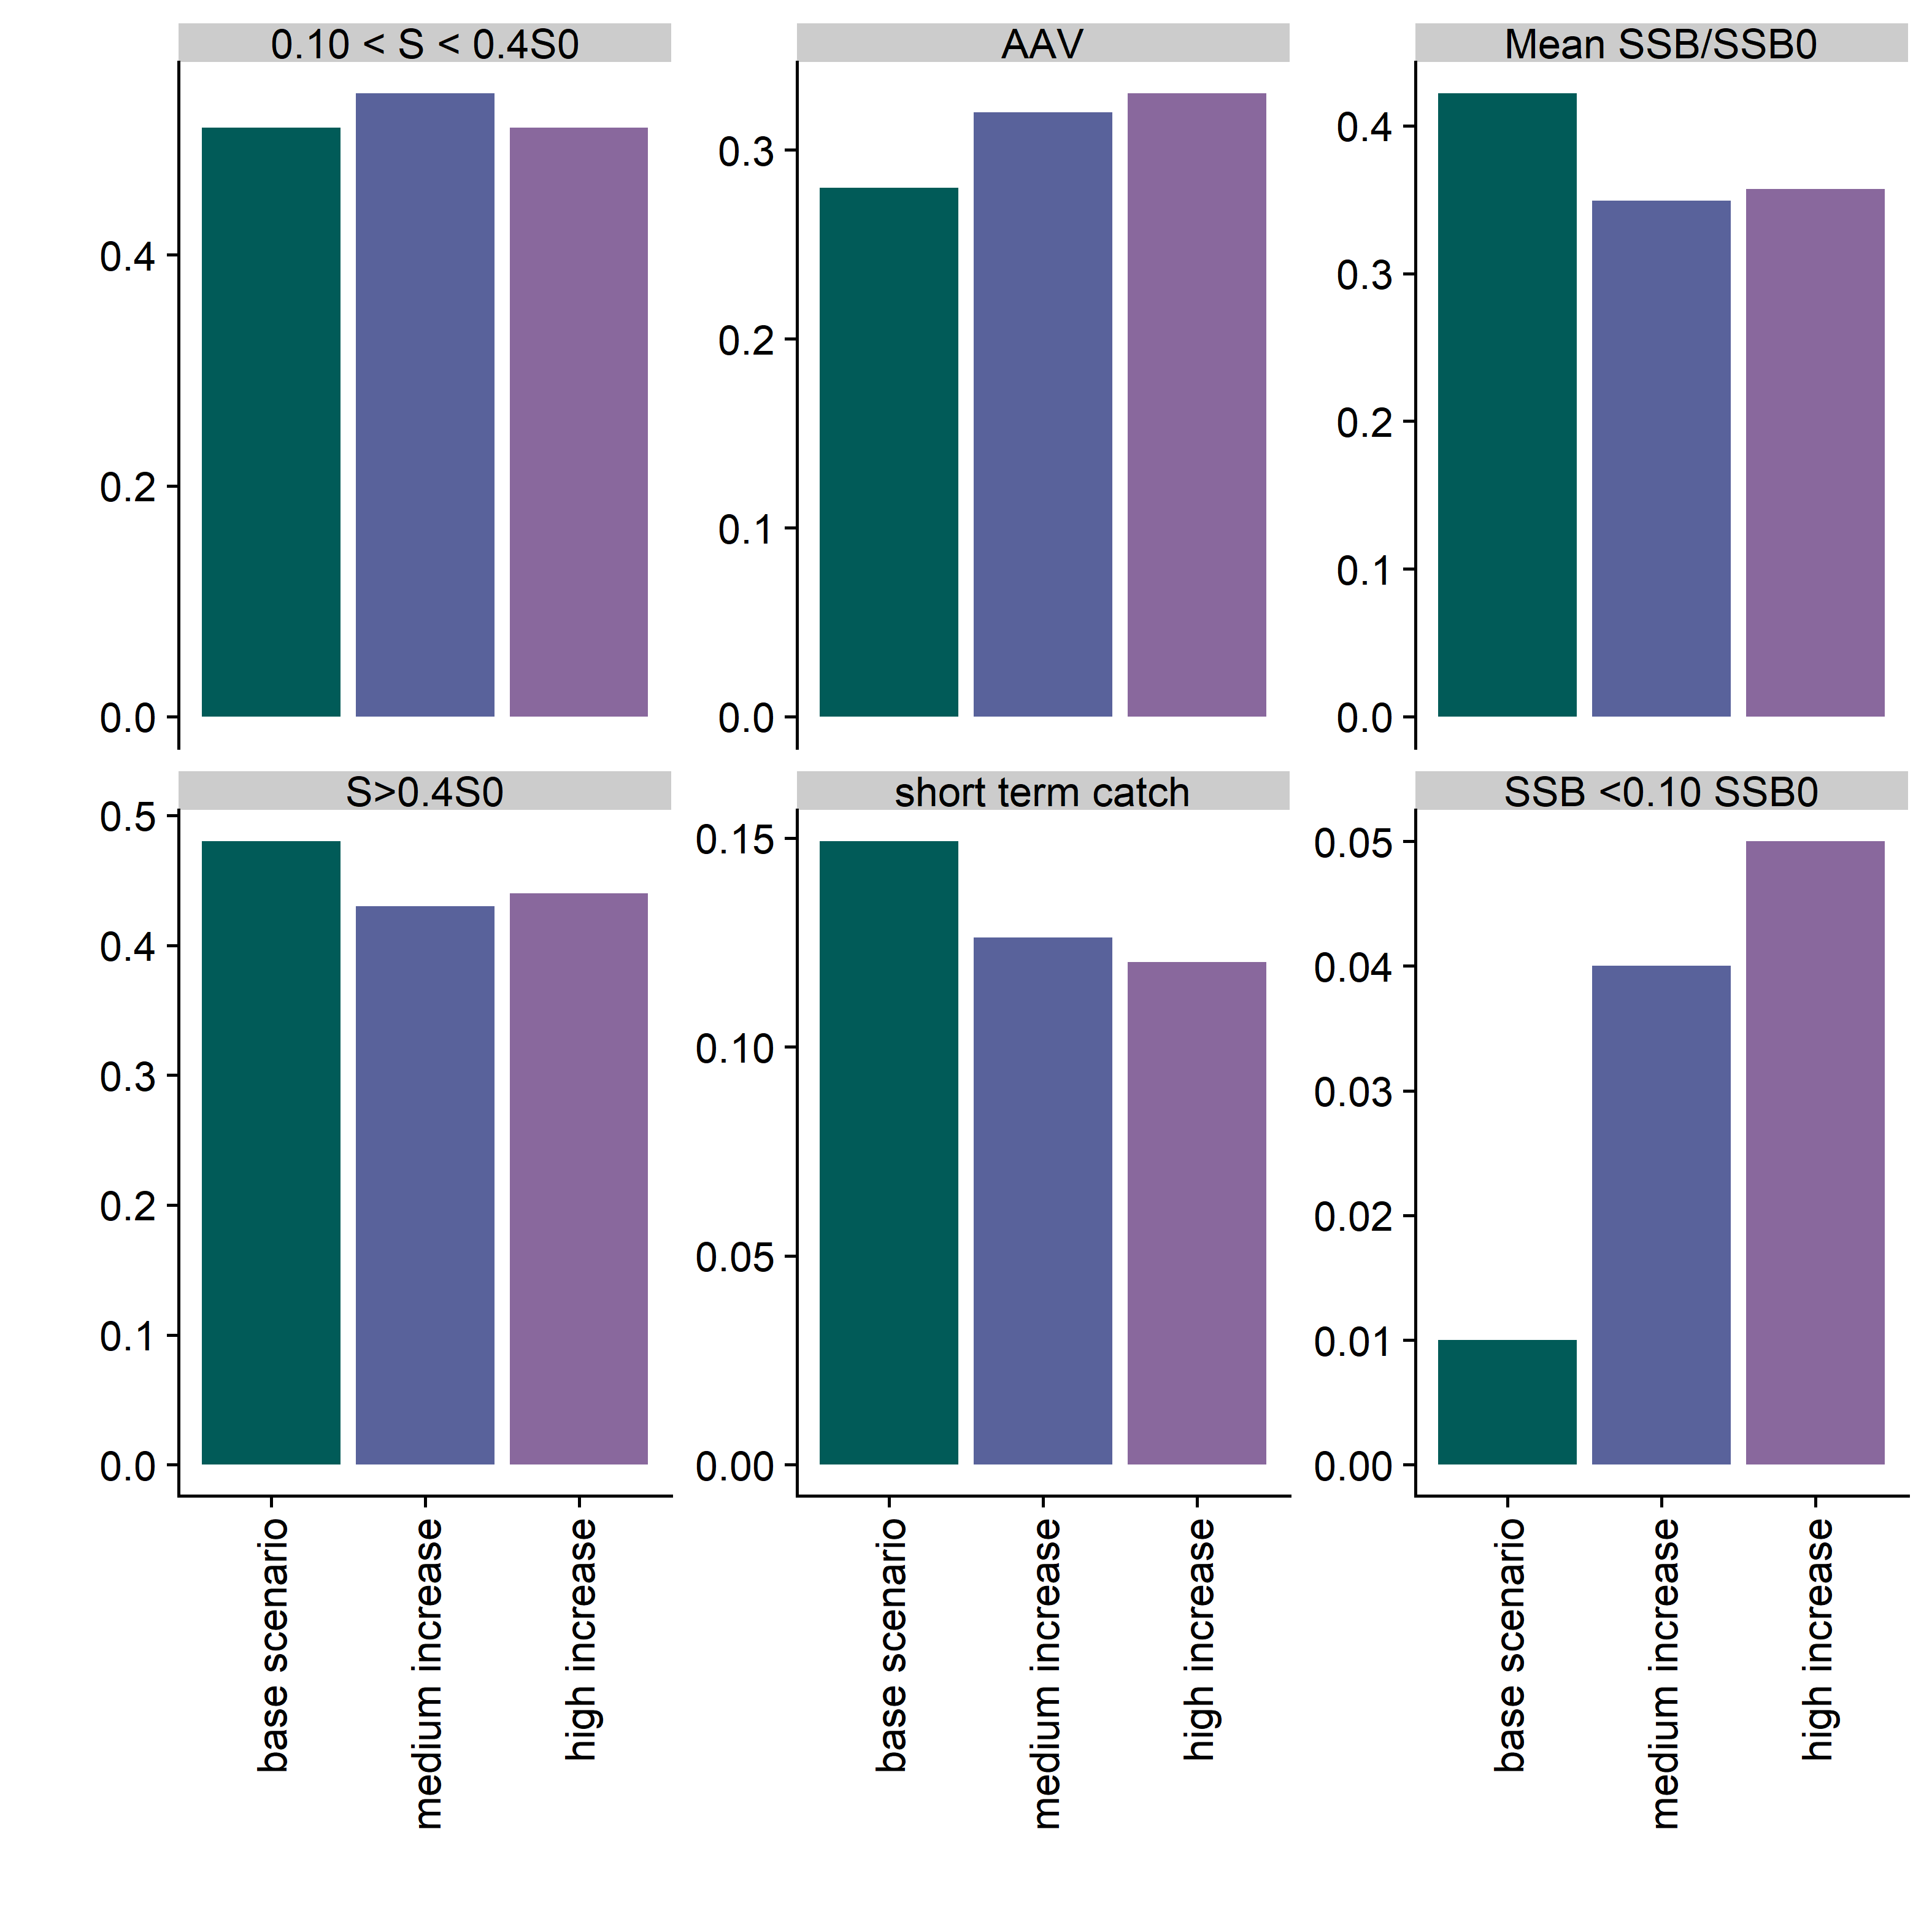 0.10 < S < 0.4S0
AAV
Mean SSB/SSB0
0.4
0.2
0.0
0.3
0.2
0.1
0.0
0.4
0.3
0.2
0.1
0.0
S>0.4S0
short term catch
SSB <0.10 SSB0
0.5
0.4
0.3
0.2
0.1
0.0
0.15
0.10
0.05
0.00
0.05
0.04
0.03
0.02
0.01
0.00
base scenario
medium increase
high increase
base scenario
medium increase
high increase
base scenario
medium increase
high increase